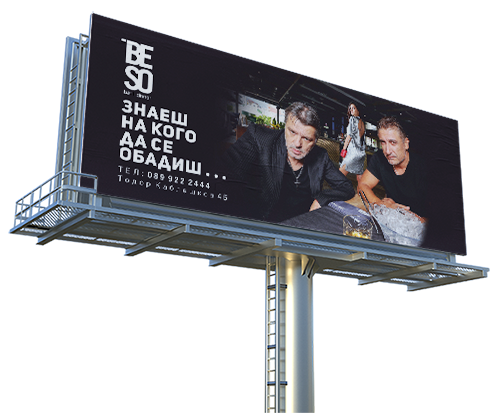 BE
SO
ЗНАЕШ
НА КОГО
ДА СЕ
ОБАДИШ...
ТЕЛ: 089 922 2444
Тодор Каблешков 45